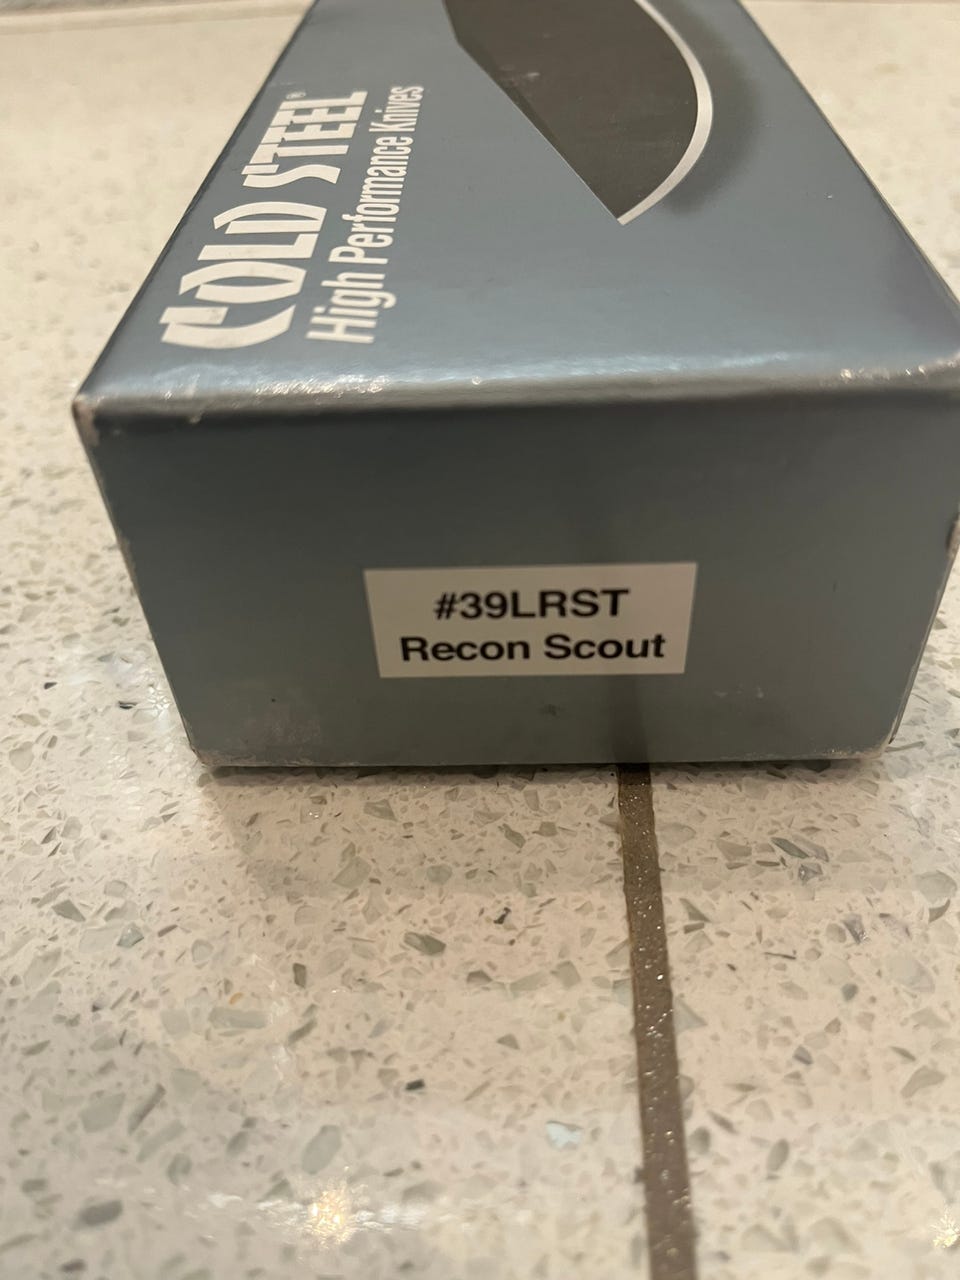 COLD STEEL®
High Performance Knives
#39LRST
Recon Scout